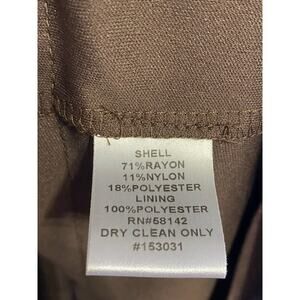 SHELL
71%RAYON
11%NYLON
18%POLYESTER
LINING
100%POLYESTER
RN#58142
DRY CLEAN ONLY
#153031